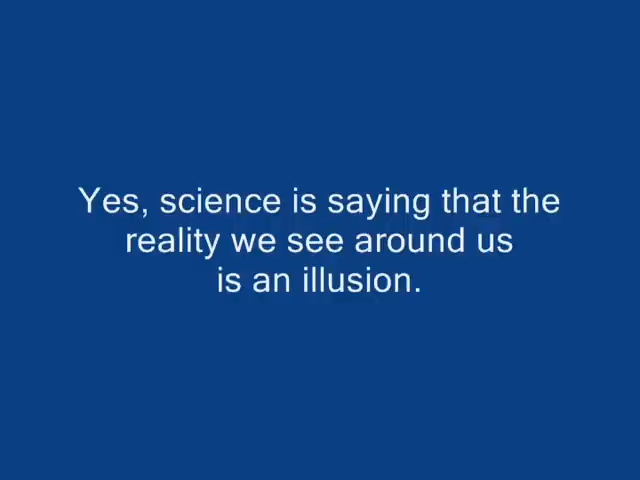 Yes, science is saying that the
reality we see around us
is an illusion.